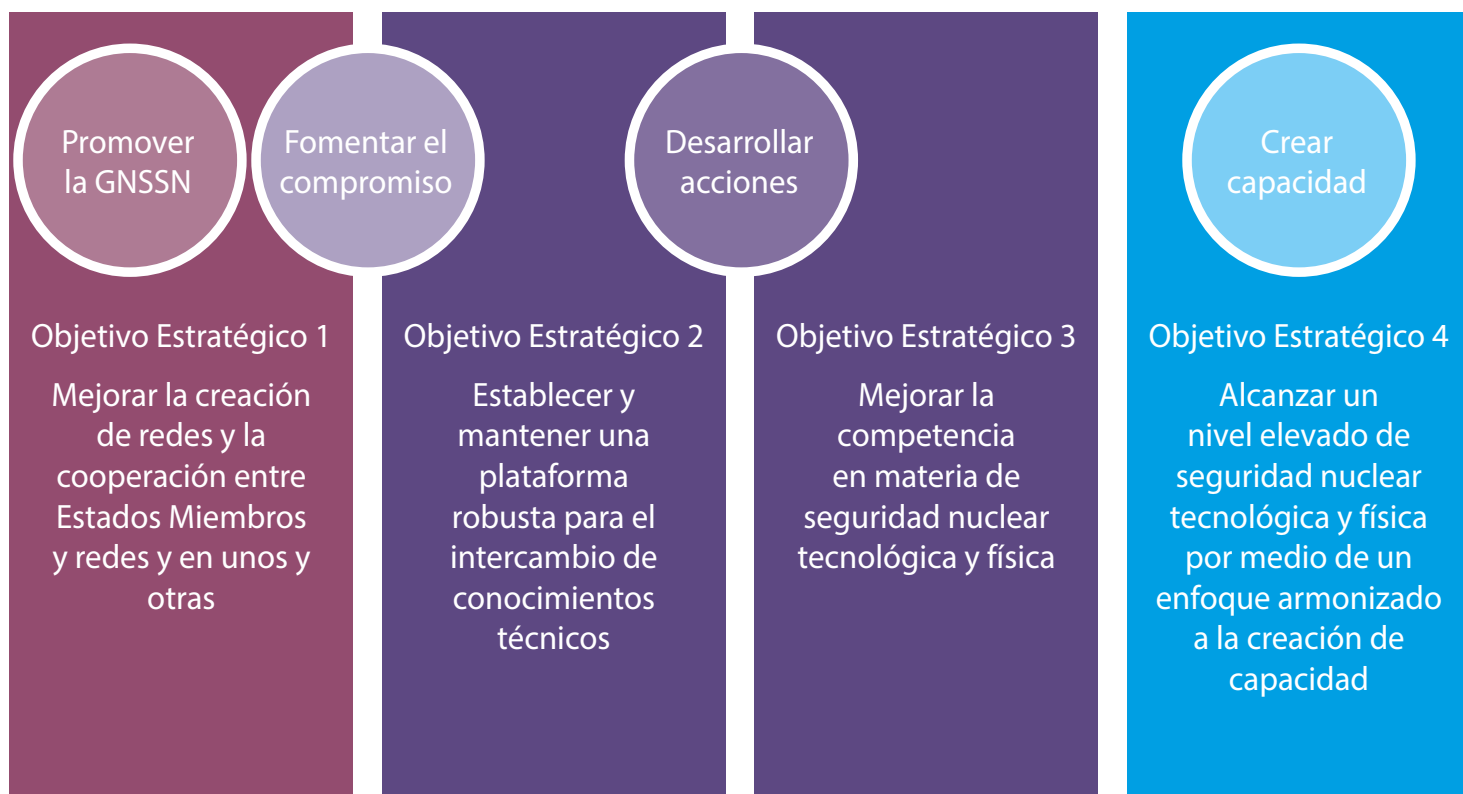 Promover
la GNSSN
Fomentar el
compromiso
Desarrollar
acciones
Crear
capacidad
Objetivo Estratégico 1
Mejorar la creación
de redes y la
cooperación entre
Estados Miembros
y redes y en unos y
otras
Objetivo Estratégico 2
Establecer y
mantener una
plataforma
robusta para el
intercambio de
conocimientos
técnicos
Objetivo Estratégico 3
Mejorar la
competencia
en materia de
seguridad nuclear
tecnológica y física
Objetivo Estratégico 4
Alcanzar un
nivel elevado de
seguridad nuclear
tecnológica y física
por medio de un
enfoque armonizado
a la creación de
capacidad